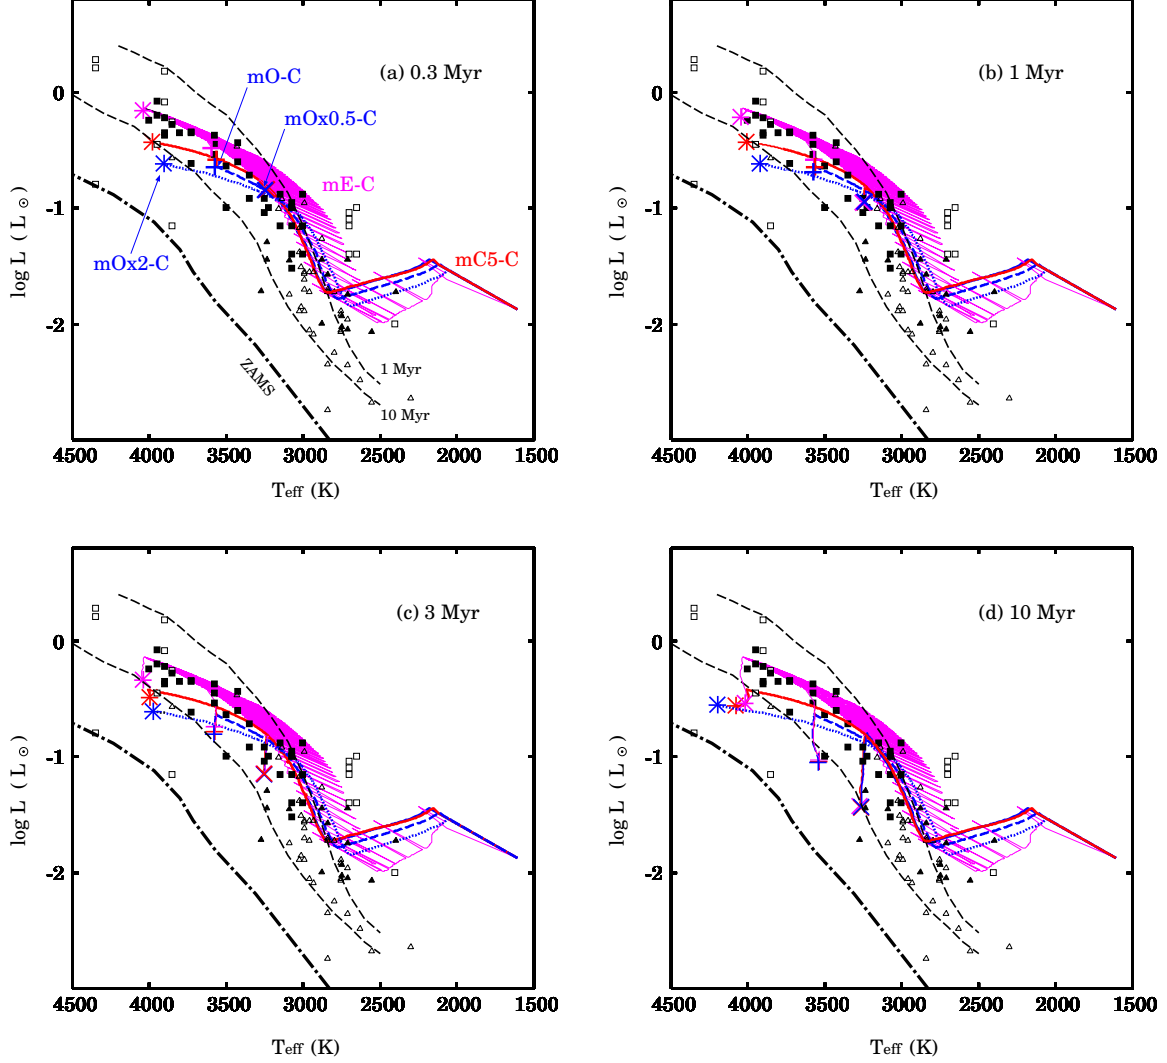 (a) 0.3 Myr
mO-C
mOx0.5-C
mE-C
mC5-C
mOx2-C
ZAMS
1 Myr
10 Myr
0
-1
-2
log L ( L ⊙ )
4500 4000 3500 3000 2500 2000 1500
Teff (K)
(b) 1 Myr
0
-1
-2
log L ( L ⊙ )
4500 4000 3500 3000 2500 2000 1500
Teff (K)
(c) 3 Myr
0
-1
-2
log L ( L ⊙ )
4500 4000 3500 3000 2500 2000 1500
Teff (K)
(d) 10 Myr
0
-1
-2
log L ( L ⊙ )
4500 4000 3500 3000 2500 2000 1500
Teff (K)